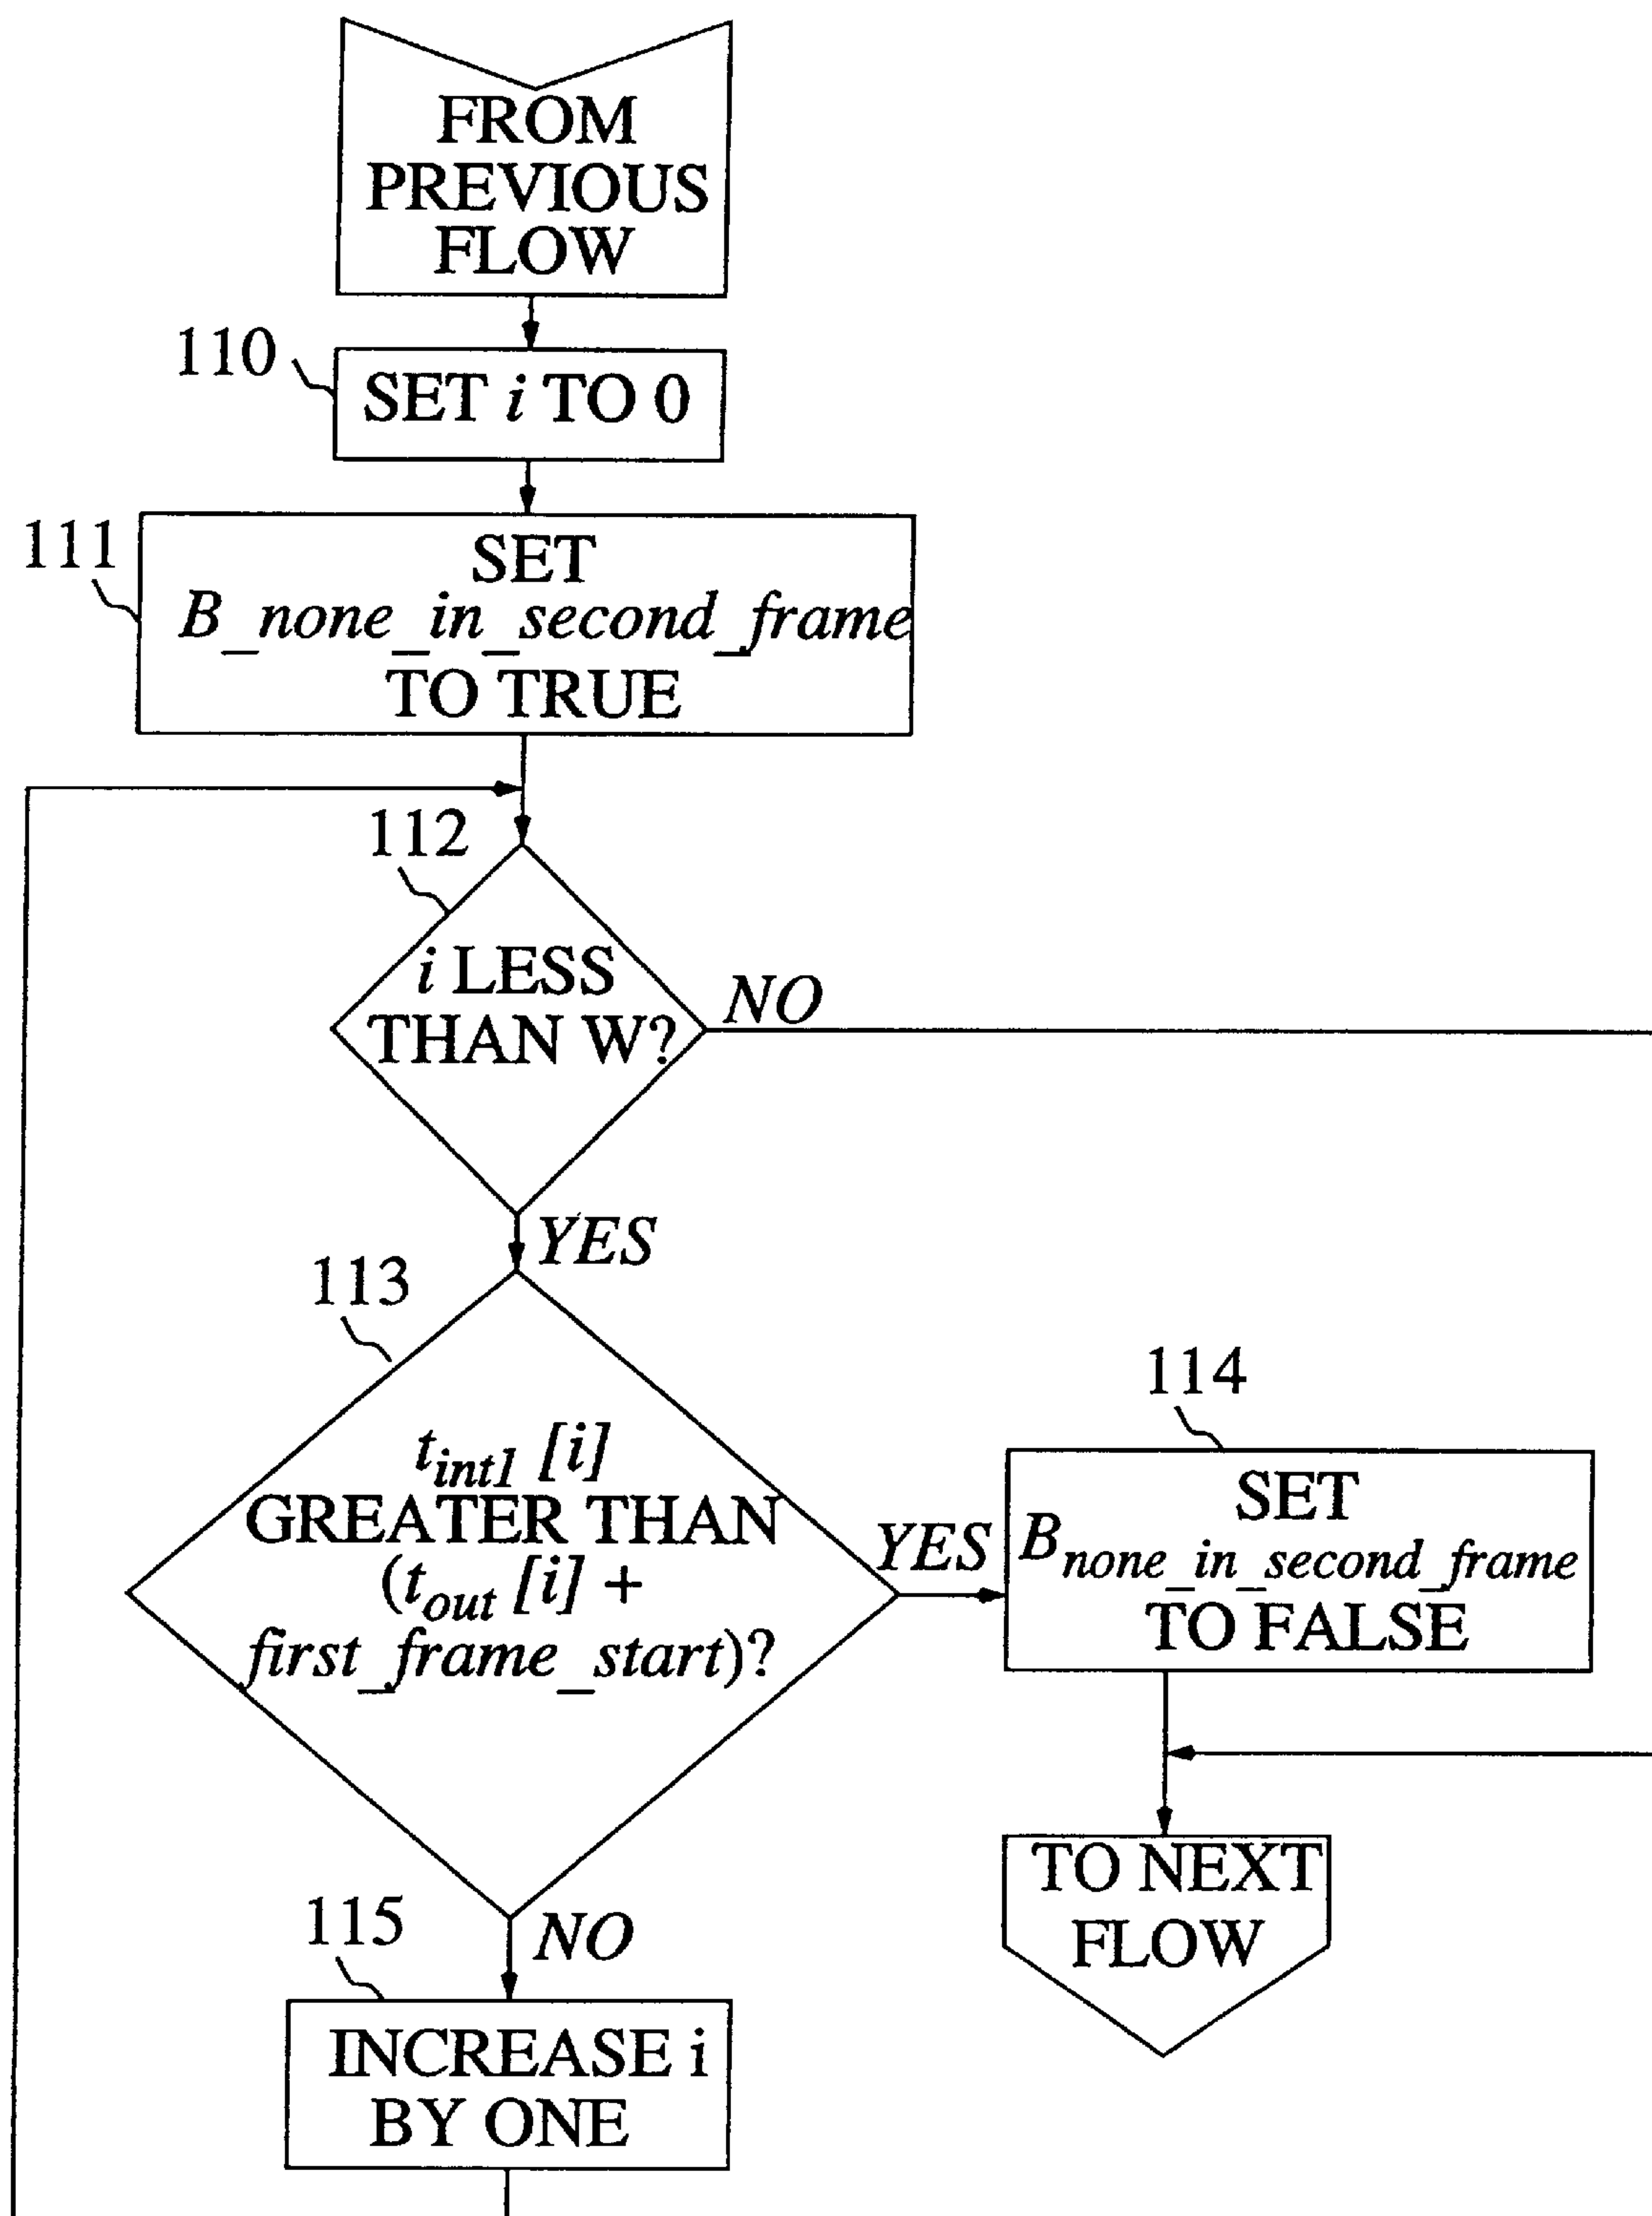 FROM
PREVIOUS
FLOW
110
SET i TO 0
111
SET
B_none_in_second_frame
TO TRUE
112
i LESS
THAN W?
NO
YES
113
t_int1 [i]
GREATER THAN
(t_out [i] +
first_frame_start)?
YES
114
SET
B_none_in_second_frame
TO FALSE
TO NEXT
FLOW
NO
115
INCREASE i
BY ONE